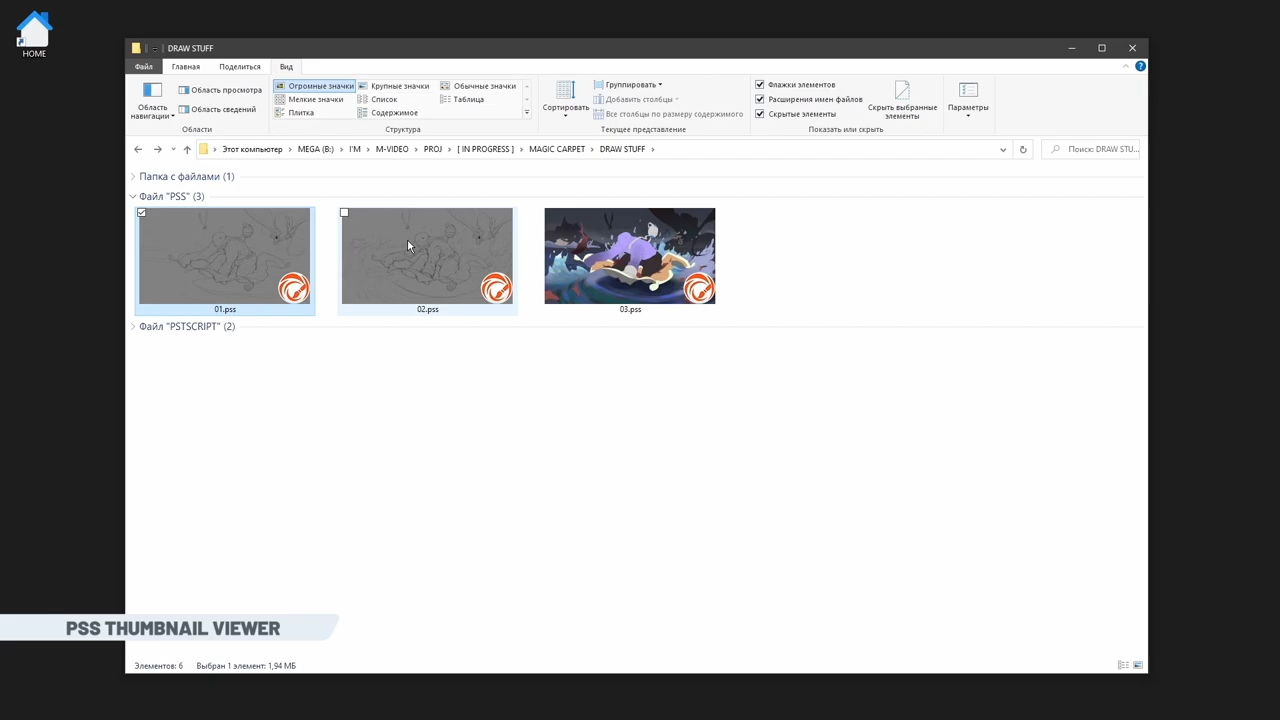 HOME
DRAW STUFF
Файл Главная Поделиться Вид
Область навигации
Область просмотра
Область сведений
Области
Огромные значки Крупные значки Обычные значки
Мелкие значки Список Таблица
Плитка Содержимое
Структура
Сортировать
Группировать
Добавить столбцы
Все столбцы по размеру содержимого
Текущее представление
Флажки элементов
Расширения имен файлов
Скрытые элементы
Скрыть выбранные элементы
Показать или скрыть
Параметры
Этот компьютер MEGA (B:) I'M M-VIDEO PROJ [ IN PROGRESS ] MAGIC CARPET DRAW STUFF
Поиск: DRAW STU...
Папка с файлами (1)
Файл "PSS" (3)
01.pss 02.pss 03.pss
Файл "PSTSCRIPT" (2)
PSS THUMBNAIL VIEWER
Элементов: 6 Выбран 1 элемент: 1,94 МБ